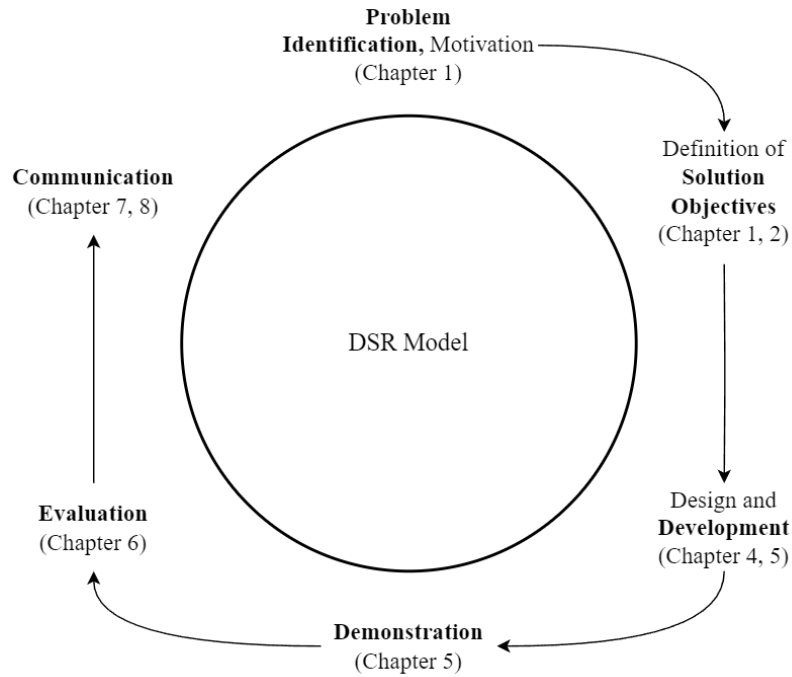 Problem
Identification, Motivation
(Chapter 1)
Definition of
Solution
Objectives
(Chapter 1, 2)
Communication
(Chapter 7, 8)
DSR Model
Design and
Development
(Chapter 4, 5)
Evaluation
(Chapter 6)
Demonstration
(Chapter 5)